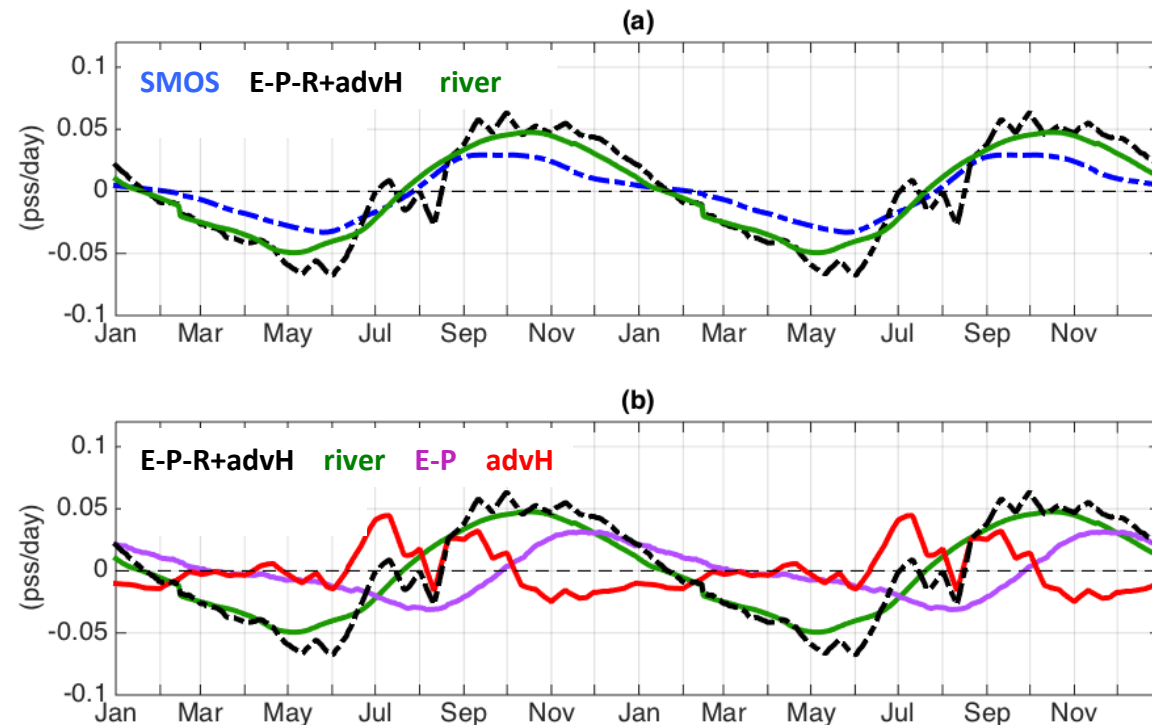 (a)
0.1
SMOS E-P-R+advH river
0.05
0
-0.05
-0.1
(pss/day)
Jan Mar May Jul Sep Nov Jan Mar May Jul Sep Nov
(b)
0.1
E-P-R+advH river E-P advH
0.05
0
-0.05
-0.1
(pss/day)
Jan Mar May Jul Sep Nov Jan Mar May Jul Sep Nov